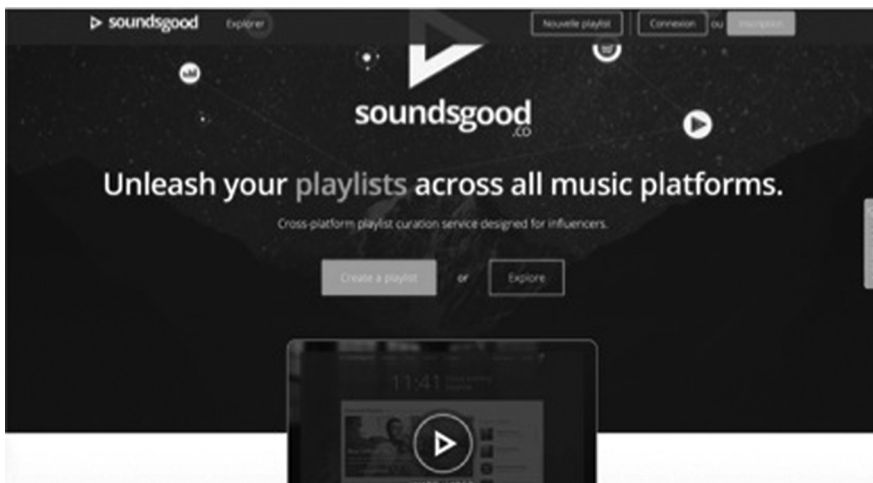 soundsgood Explorer Nouvelle playlist Connexion ou Inscription
soundsgood
.co
Unleash your playlists across all music platforms.
Cross-platform playlist curation service designed for influencers.
Create a playlist or Explore
11:41